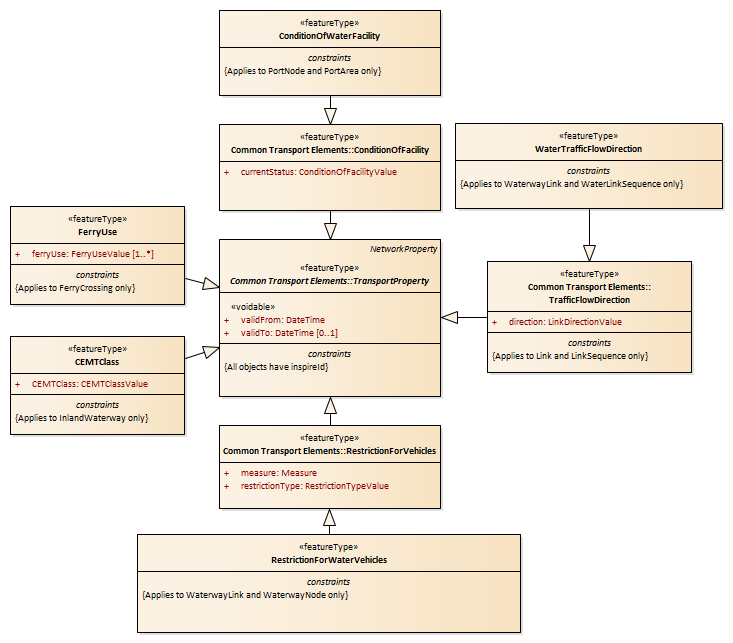 «featureType»
ConditionOfWaterFacility
constraints
{Applies to PortNode and PortArea only}
«featureType»
Common Transport Elements::ConditionOfFacility
+ currentStatus: ConditionOfFacilityValue
«featureType»
WaterTrafficFlowDirection
constraints
{Applies to WaterwayLink and WaterLinkSequence only}
«featureType»
FerryUse
+ ferryUse: FerryUseValue [1..*]
constraints
{Applies to FerryCrossing only}
NetworkProperty
«featureType»
Common Transport Elements::TransportProperty
«voidable»
+ validFrom: DateTime
+ validTo: DateTime [0..1]
constraints
{All objects have inspireId}
«featureType»
Common Transport Elements::
TrafficFlowDirection
+ direction: LinkDirectionValue
constraints
{Applies to Link and LinkSequence only}
«featureType»
CEMTClass
+ CEMTClass: CEMTClassValue
constraints
{Applies to InlandWaterway only}
«featureType»
Common Transport Elements::RestrictionForVehicles
+ measure: Measure
+ restrictionType: RestrictionTypeValue
«featureType»
RestrictionForWaterVehicles
constraints
{Applies to WaterwayLink and WaterwayNode only}